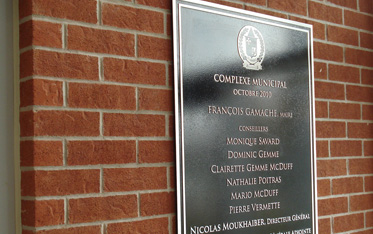 COMPLEXE MUNICIPAL
OCTOBRE 2010
FRANÇOIS GAMACHE, MAIRE
CONSEILLERS
MONIQUE SAVARD
DOMINIC GEMME
CLAIRETTE GEMME MCDUFF
NATHALIE POITRAS
MARIO MCDUFF
PIERRE VERMETTE
NICOLAS MOUKHAIBER, DIRECTEUR GÉNÉRAL
ADJOINTE